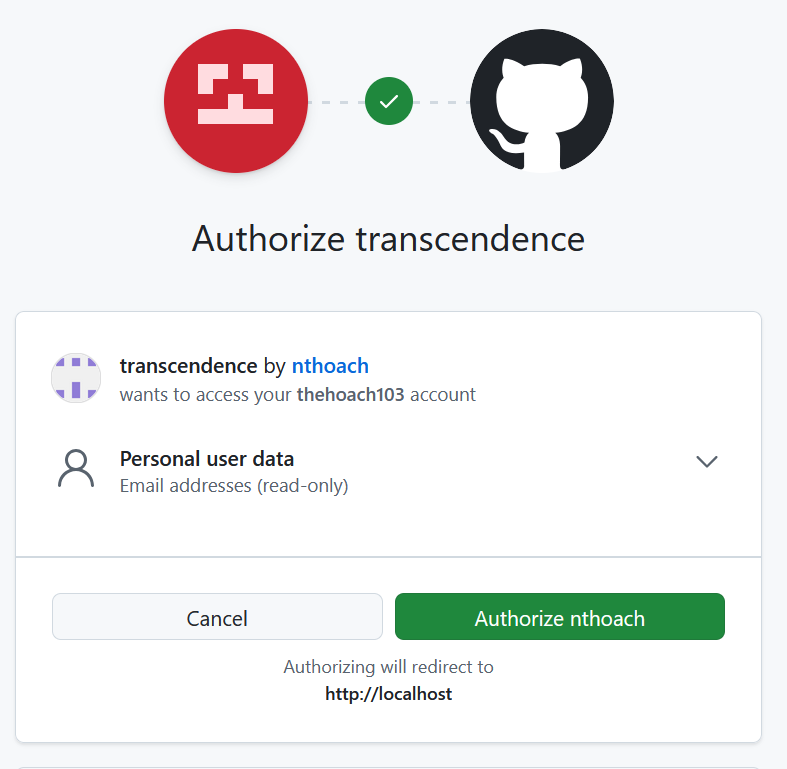 Authorize transcendence
transcendence by nthoach
wants to access your thehoach103 account
Personal user data
Email addresses (read-only)
Cancel
Authorize nthoach
Authorizing will redirect to
http://localhost